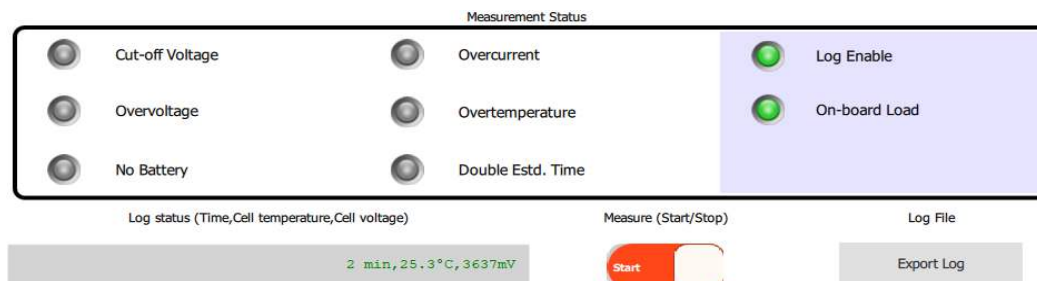 Measurement Status
Cut-off Voltage
Overcurrent
Log Enable
Overvoltage
Overtemperature
On-board Load
No Battery
Double Estd. Time
Log status (Time,Cell temperature,Cell voltage)
Measure (Start/Stop)
Log File
2 min,25.3°C,3637mV
Start
Export Log